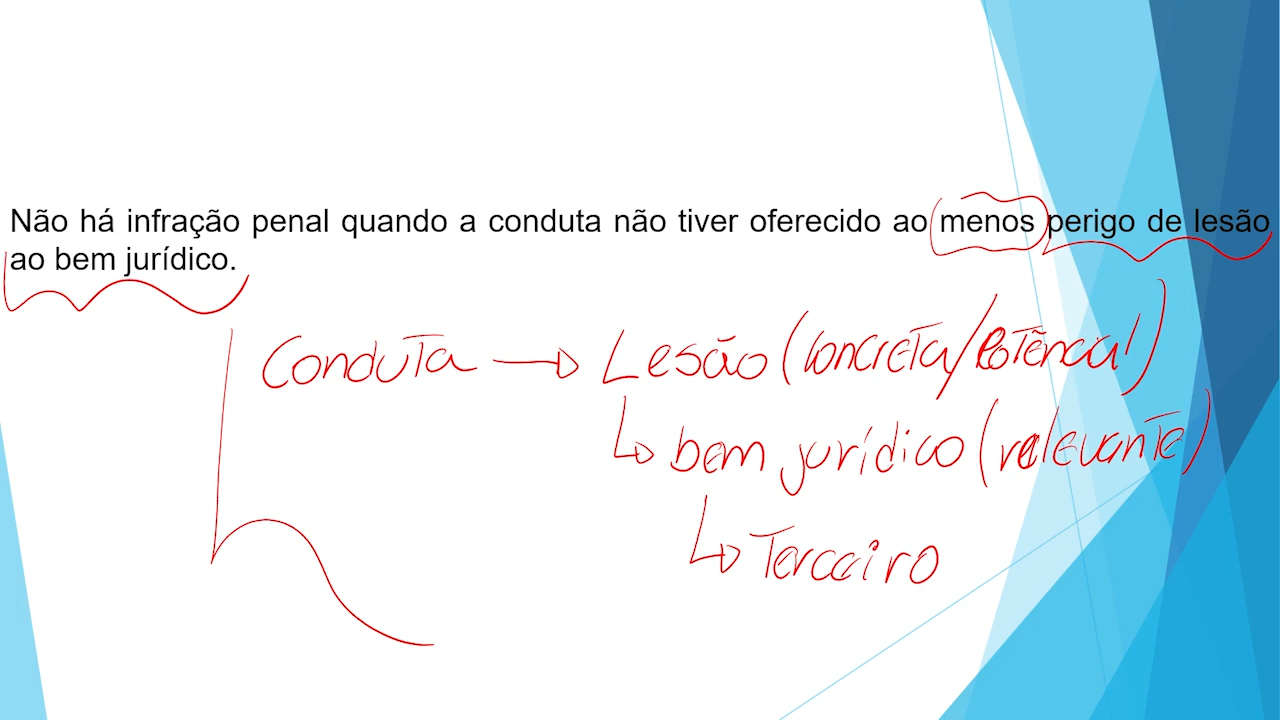 Não há infração penal quando a conduta não tiver oferecido ao menos perigo de lesão
ao bem jurídico.
Conduta → Lesão (concreta/potêncial)
↳ bem jurídico (relevante)
↳ Terceiro